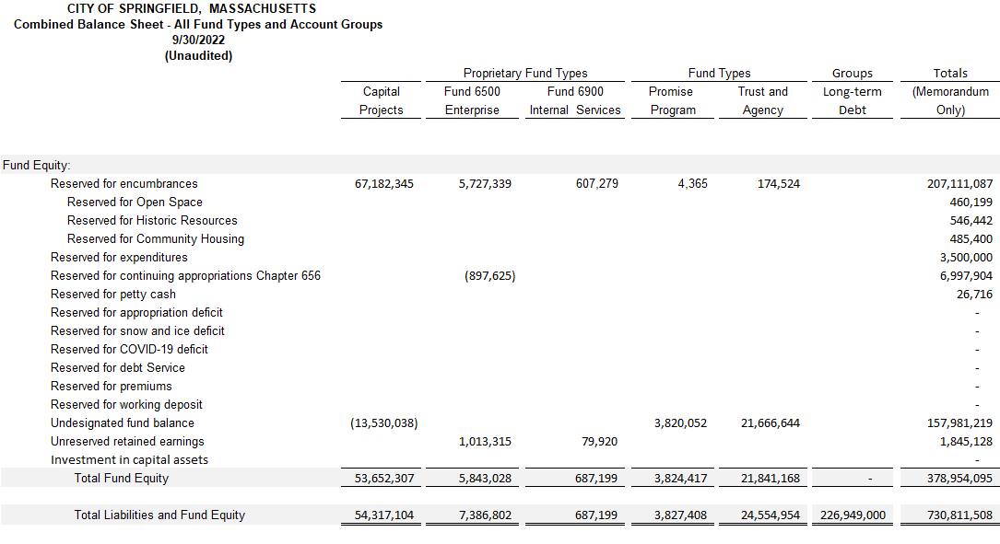 CITY OF SPRINGFIELD, MASSACHUSETTS
Combined Balance Sheet - All Fund Types and Account Groups
9/30/2022
(Unaudited)
Proprietary Fund Types Fund Types Groups Totals
Capital Fund 6500 Fund 6900 Promise Trust and Long-term (Memorandum
Projects Enterprise Internal Services Program Agency Debt Only)
Fund Equity:
Reserved for encumbrances 67,182,345 5,727,339 607,279 4,365 174,524 207,111,087
Reserved for Open Space 460,199
Reserved for Historic Resources 546,442
Reserved for Community Housing 485,400
Reserved for expenditures 3,500,000
Reserved for continuing appropriations Chapter 656 (897,625) 6,997,904
Reserved for petty cash 26,716
Reserved for appropriation deficit -
Reserved for snow and ice deficit -
Reserved for COVID-19 deficit -
Reserved for debt Service -
Reserved for premiums -
Reserved for working deposit -
Undesignated fund balance (13,530,038) 3,820,052 21,666,644 157,981,219
Unreserved retained earnings 1,013,315 79,920 1,845,128
Investment in capital assets -
Total Fund Equity 53,652,307 5,843,028 687,199 3,824,417 21,841,168 - 378,954,095
Total Liabilities and Fund Equity 54,317,104 7,386,802 687,199 3,827,408 24,554,954 226,949,000 730,811,508